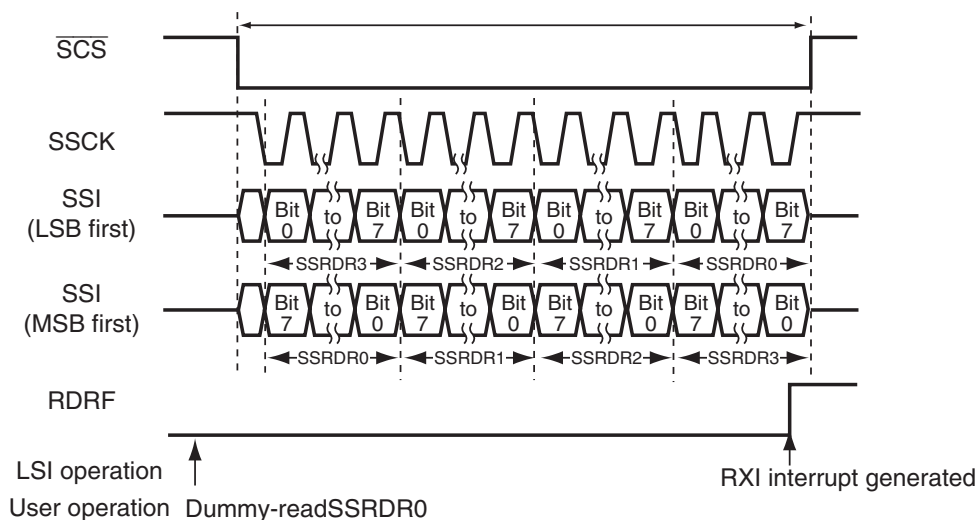 SCS
SSCK
SSI
(LSB first)
Bit 0 to Bit 7 Bit 0 to Bit 7 Bit 0 to Bit 7 Bit 0 to Bit 7
SSRDR3 SSRDR2 SSRDR1 SSRDR0
SSI
(MSB first)
Bit 7 to Bit 0 Bit 7 to Bit 0 Bit 7 to Bit 0 Bit 7 to Bit 0
SSRDR0 SSRDR1 SSRDR2 SSRDR3
RDRF
LSI operation
RXI interrupt generated
User operation Dummy-readSSRDR0